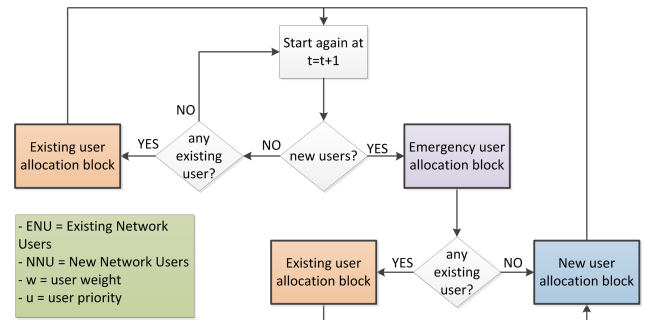 Start again at
t=t+1
NO
any
existing
user?
YES
Existing user
allocation block
NO
new users?
YES
Emergency user
allocation block
- ENU = Existing Network
Users
- NNU = New Network Users
- w = user weight
- u = user priority
Existing user
allocation block
YES
any
existing
user?
NO
New user
allocation block